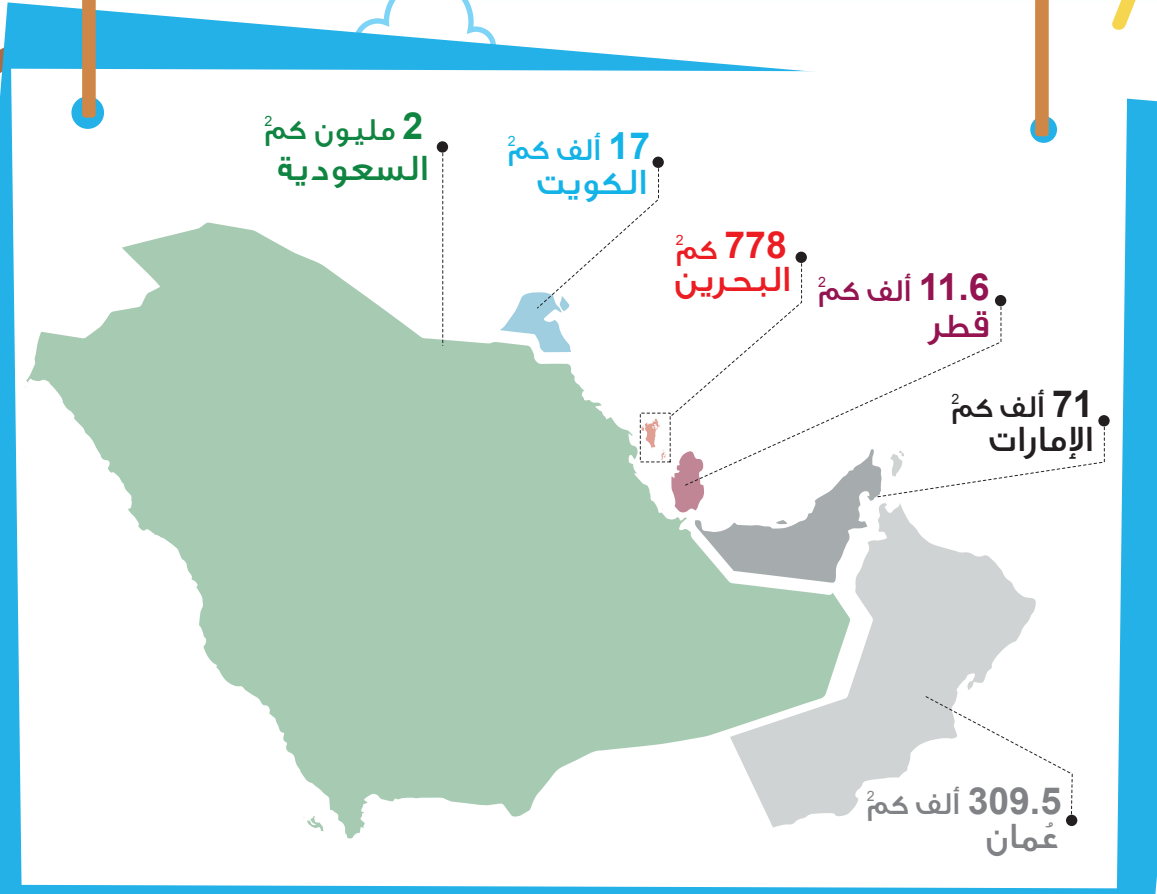 2 مليون كم²
السعودية
17 ألف كم²
الكويت
778 كم²
البحرين
11.6 ألف كم²
قطر
71 ألف كم²
الإمارات
309.5 ألف كم²
عُمان